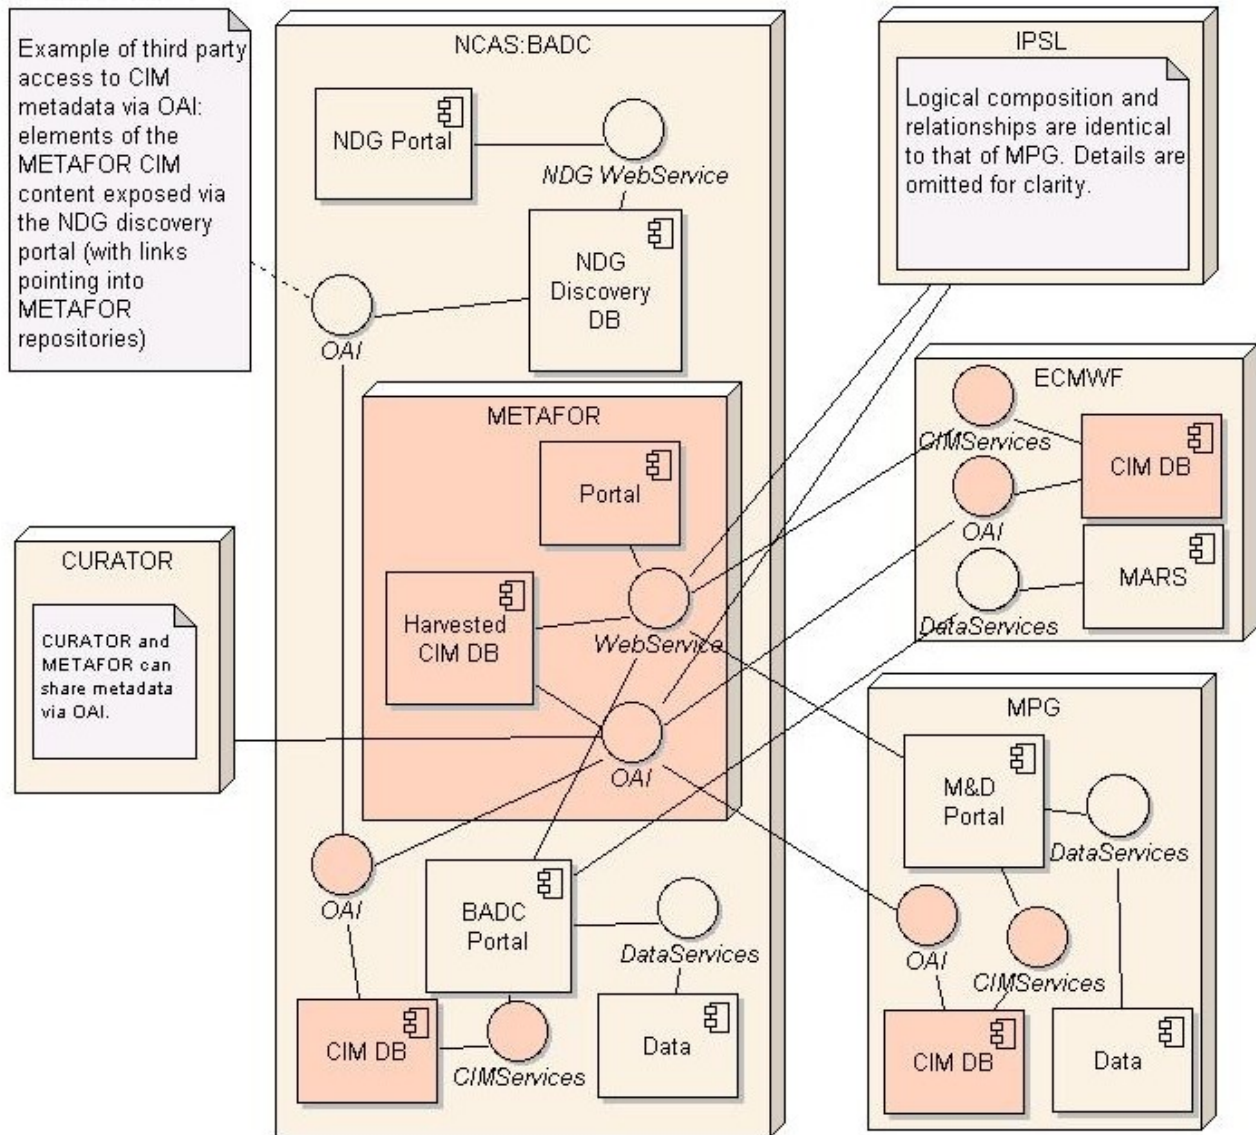 Example of third party
access to CIM
metadata via OAI:
elements of the
METAFOR CIM
content exposed via
the NDG discovery
portal (with links
pointing into
METAFOR
repositories)
NCAS:BADC
NDG Portal
NDG WebService
NDG
Discovery
DB
OAI
METAFOR
Portal
Harvested
CIM DB
WebService
OAI
OAI
BADC
Portal
DataServices
CIM DB
CIMServices
Data
CURATOR
CURATOR and
METAFOR can
share metadata
via OAI.
IPSL
Logical composition and
relationships are identical
to that of MPG. Details are
omitted for clarity.
ECMWF
CIMServices
CIM DB
OAI
MARS
DataServices
MPG
M&D
Portal
DataServices
OAI
CIMServices
CIM DB
Data